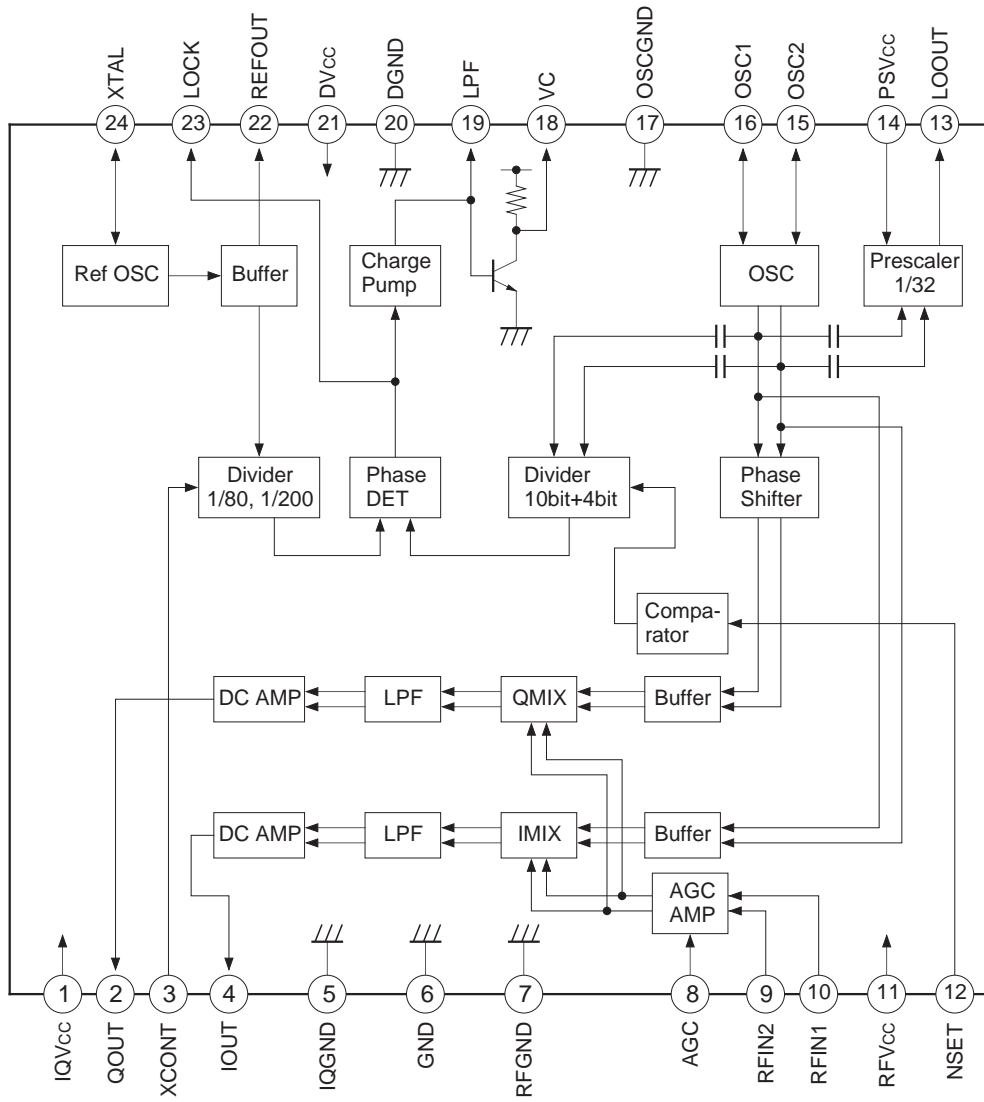 XTAL
LOCK
REFOUT
DVCC
DGND
LPF
VC
OSCGND
OSC1
OSC2
PSVCC
LOOUT
24
23
22
21
20
19
18
17
16
15
14
13
Ref OSC
Buffer
Charge
Pump
OSC
Prescaler
1/32
Divider
1/80, 1/200
Phase
DET
Divider
10bit+4bit
Phase
Shifter
Compa-
rator
DC AMP
LPF
QMIX
Buffer
DC AMP
LPF
IMIX
Buffer
AGC
AMP
1
2
3
4
5
6
7
8
9
10
11
12
IQVCC
QOUT
XCONT
IOUT
IQGND
GND
RFGND
AGC
RFIN2
RFIN1
RFVCC
NSET